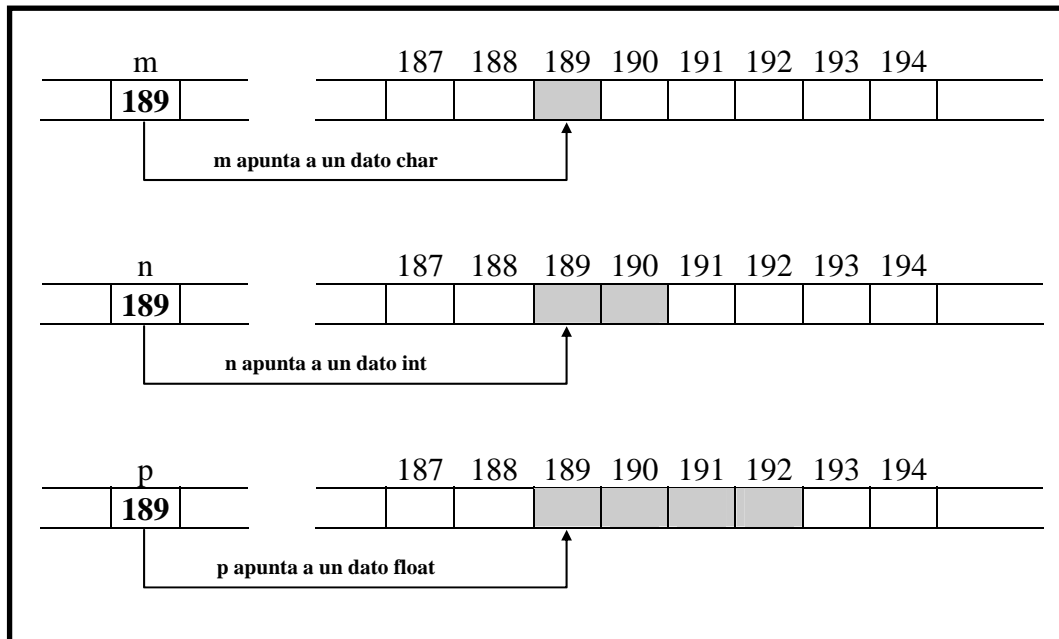 m 187 188 189 190 191 192 193 194
189
m apunta a un dato char
n 187 188 189 190 191 192 193 194
189
n apunta a un dato int
p 187 188 189 190 191 192 193 194
189
p apunta a un dato float